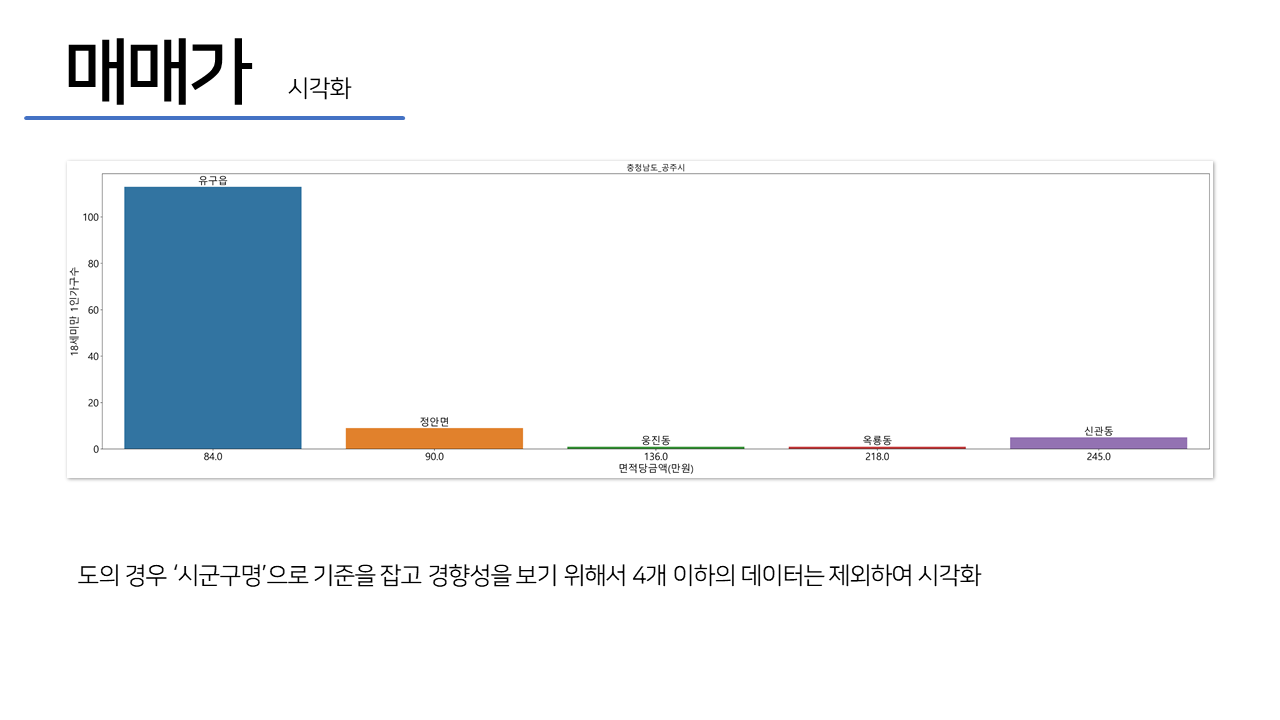 매매가 시각화
충청남도_공주시
유구읍
정안면
웅진동
옥룡동
신관동
18세미만 1인가구수
100
80
60
40
20
0
84.0 90.0 136.0 218.0 245.0
면적당금액(만원)
도의 경우 ‘시군구명’으로 기준을 잡고 경향성을 보기 위해서 4개 이하의 데이터는 제외하여 시각화